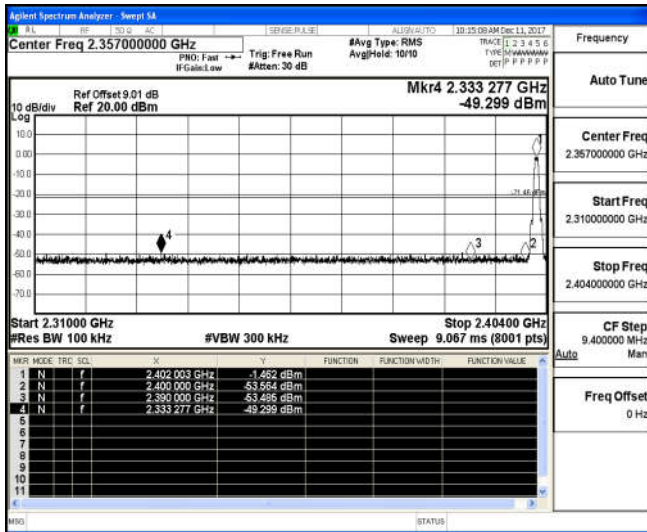 Agilent Spectrum Analyzer - Swept SA
RL RF 50 Ω AC SENSE:PULSE ALIGNAUTO 10:15:08 AM Dec 11, 2017
Center Freq 2.357000000 GHz
PNO: Fast
IFGain:Low
Trig: Free Run
#Atten: 30 dB
#Avg Type: RMS
Avg|Hold: 10/10
TRACE 1 2 3 4 5 6
TYPE MWWWWW
DET P P P P P P
Ref Offset 9.01 dB
10 dB/div Ref 20.00 dBm
Log
Mkr4 2.333 277 GHz
-49.299 dBm
10.0
0.00
-10.0
-20.0
-30.0
-40.0
-50.0
-60.0
-70.0
1
-21.46 dBm
4
3
2
Start 2.31000 GHz Stop 2.40400 GHz
#Res BW 100 kHz #VBW 300 kHz Sweep 9.067 ms (8001 pts)
MKR MODE TRC SCL X Y FUNCTION FUNCTION WIDTH FUNCTION VALUE
1 N f 2.402 003 GHz -1.462 dBm
2 N f 2.400 000 GHz -53.564 dBm
3 N f 2.390 000 GHz -53.485 dBm
4 N f 2.333 277 GHz -49.299 dBm
5
6
7
8
9
10
11
MSG STATUS
Frequency
Auto Tune
Center Freq
2.357000000 GHz
Start Freq
2.310000000 GHz
Stop Freq
2.404000000 GHz
CF Step
9.400000 MHz
Auto Man
Freq Offset
0 Hz